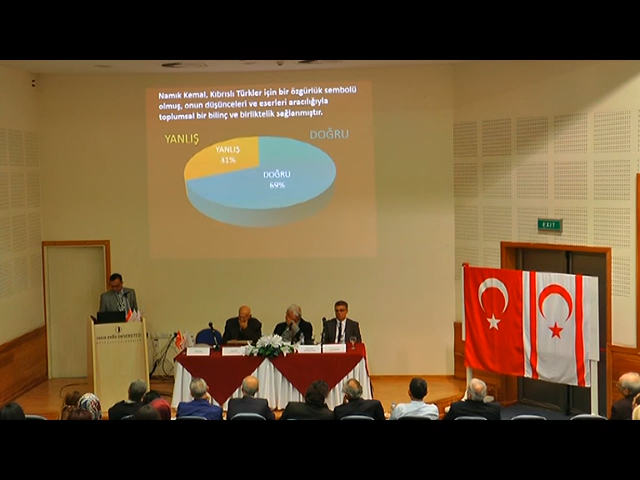 Namık Kemal, Kıbrıslı Türkler için bir özgürlük sembolü
olmuş, onun düşünceleri ve eserleri aracılığıyla
toplumsal bir bilinç ve birliktelik sağlanmıştır.
YANLIŞ
DOĞRU
YANLIŞ
31%
DOĞRU
69%
EXIT